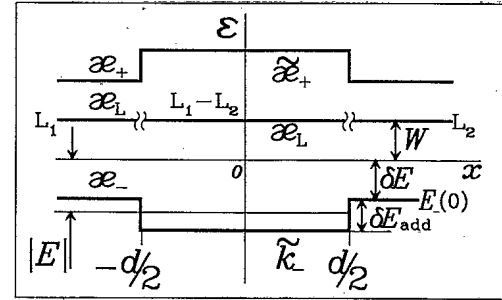 ε
æ₊ æ̃₊
æ_L L₁−L₂
L₁ æ_L L₂
W
0 x
æ₋ δE
E₋(0)
δE_add
|E| −d/2 k̃₋ d/2